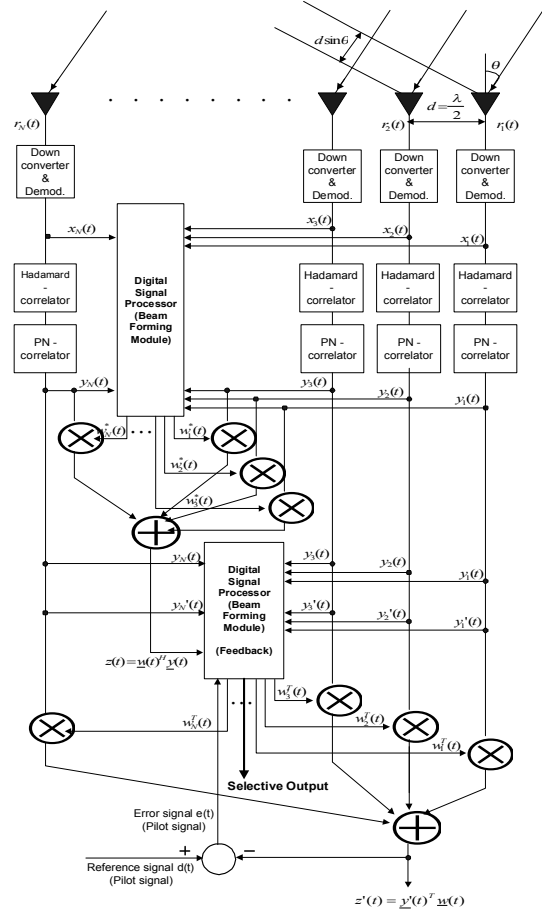 d sinθ
θ
d = λ/2
r_N(t)
r_2(t)
r_1(t)
Down converter & Demod.
Down converter & Demod.
Down converter & Demod.
Down converter & Demod.
x_N(t)
x_3(t)
x_2(t)
x_1(t)
Digital Signal Processor (Beam Forming Module)
Hadamard - correlator
Hadamard - correlator
Hadamard - correlator
Hadamard - correlator
PN - correlator
PN - correlator
PN - correlator
PN - correlator
y_N(t)
y_3(t)
y_2(t)
y_1(t)
w_N^*(t)
w_1^*(t)
w_2^*(t)
w_3^*(t)
y_N(t)
y_3(t)
y_2(t)
y_1(t)
Digital Signal Processor (Beam Forming Module)
(Feedback)
y_N'(t)
y_3'(t)
y_2'(t)
y_1'(t)
z(t) = w(t)^H y(t)
w_N^T(t)
w_3^T(t)
w_2^T(t)
w_1^T(t)
Selective Output
Error signal e(t)
(Pilot signal)
+
−
Reference signal d(t)
(Pilot signal)
z'(t) = y'(t)^T w(t)